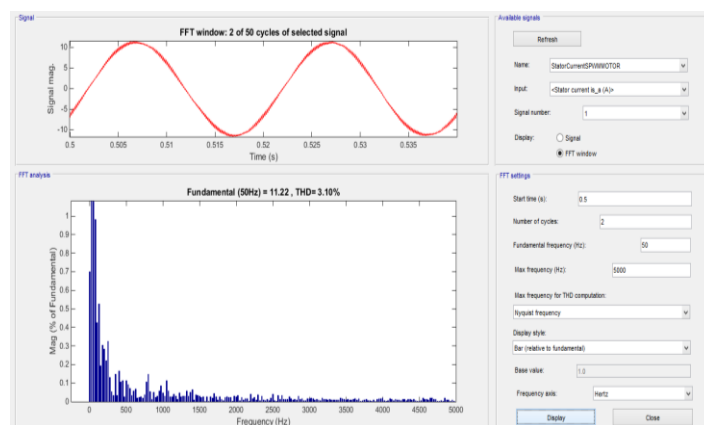 Signal
FFT window: 2 of 50 cycles of selected signal
Signal mag.
10
5
0
-5
-10
0.5
0.505
0.51
0.515
0.52
0.525
0.53
0.535
Time (s)
FFT analysis
Fundamental (50Hz) = 11.22 , THD= 3.10%
Mag (% of Fundamental)
1
0.9
0.8
0.7
0.6
0.5
0.4
0.3
0.2
0.1
0
0
500
1000
1500
2000
2500
3000
3500
4000
4500
5000
Frequency (Hz)
Available signals
Refresh
Name:
Input:
<Stator current is_a (A)>
Signal number:
1
Display:
Signal
FFT window
FFT settings
Start time (s):
0.5
Number of cycles:
2
Fundamental frequency (Hz):
50
Max frequency (Hz):
5000
Max frequency for THD computation:
Nyquist frequency
Display style:
Bar (relative to fundamental)
Base value:
1.0
Frequency axis:
Hertz
Display
Close